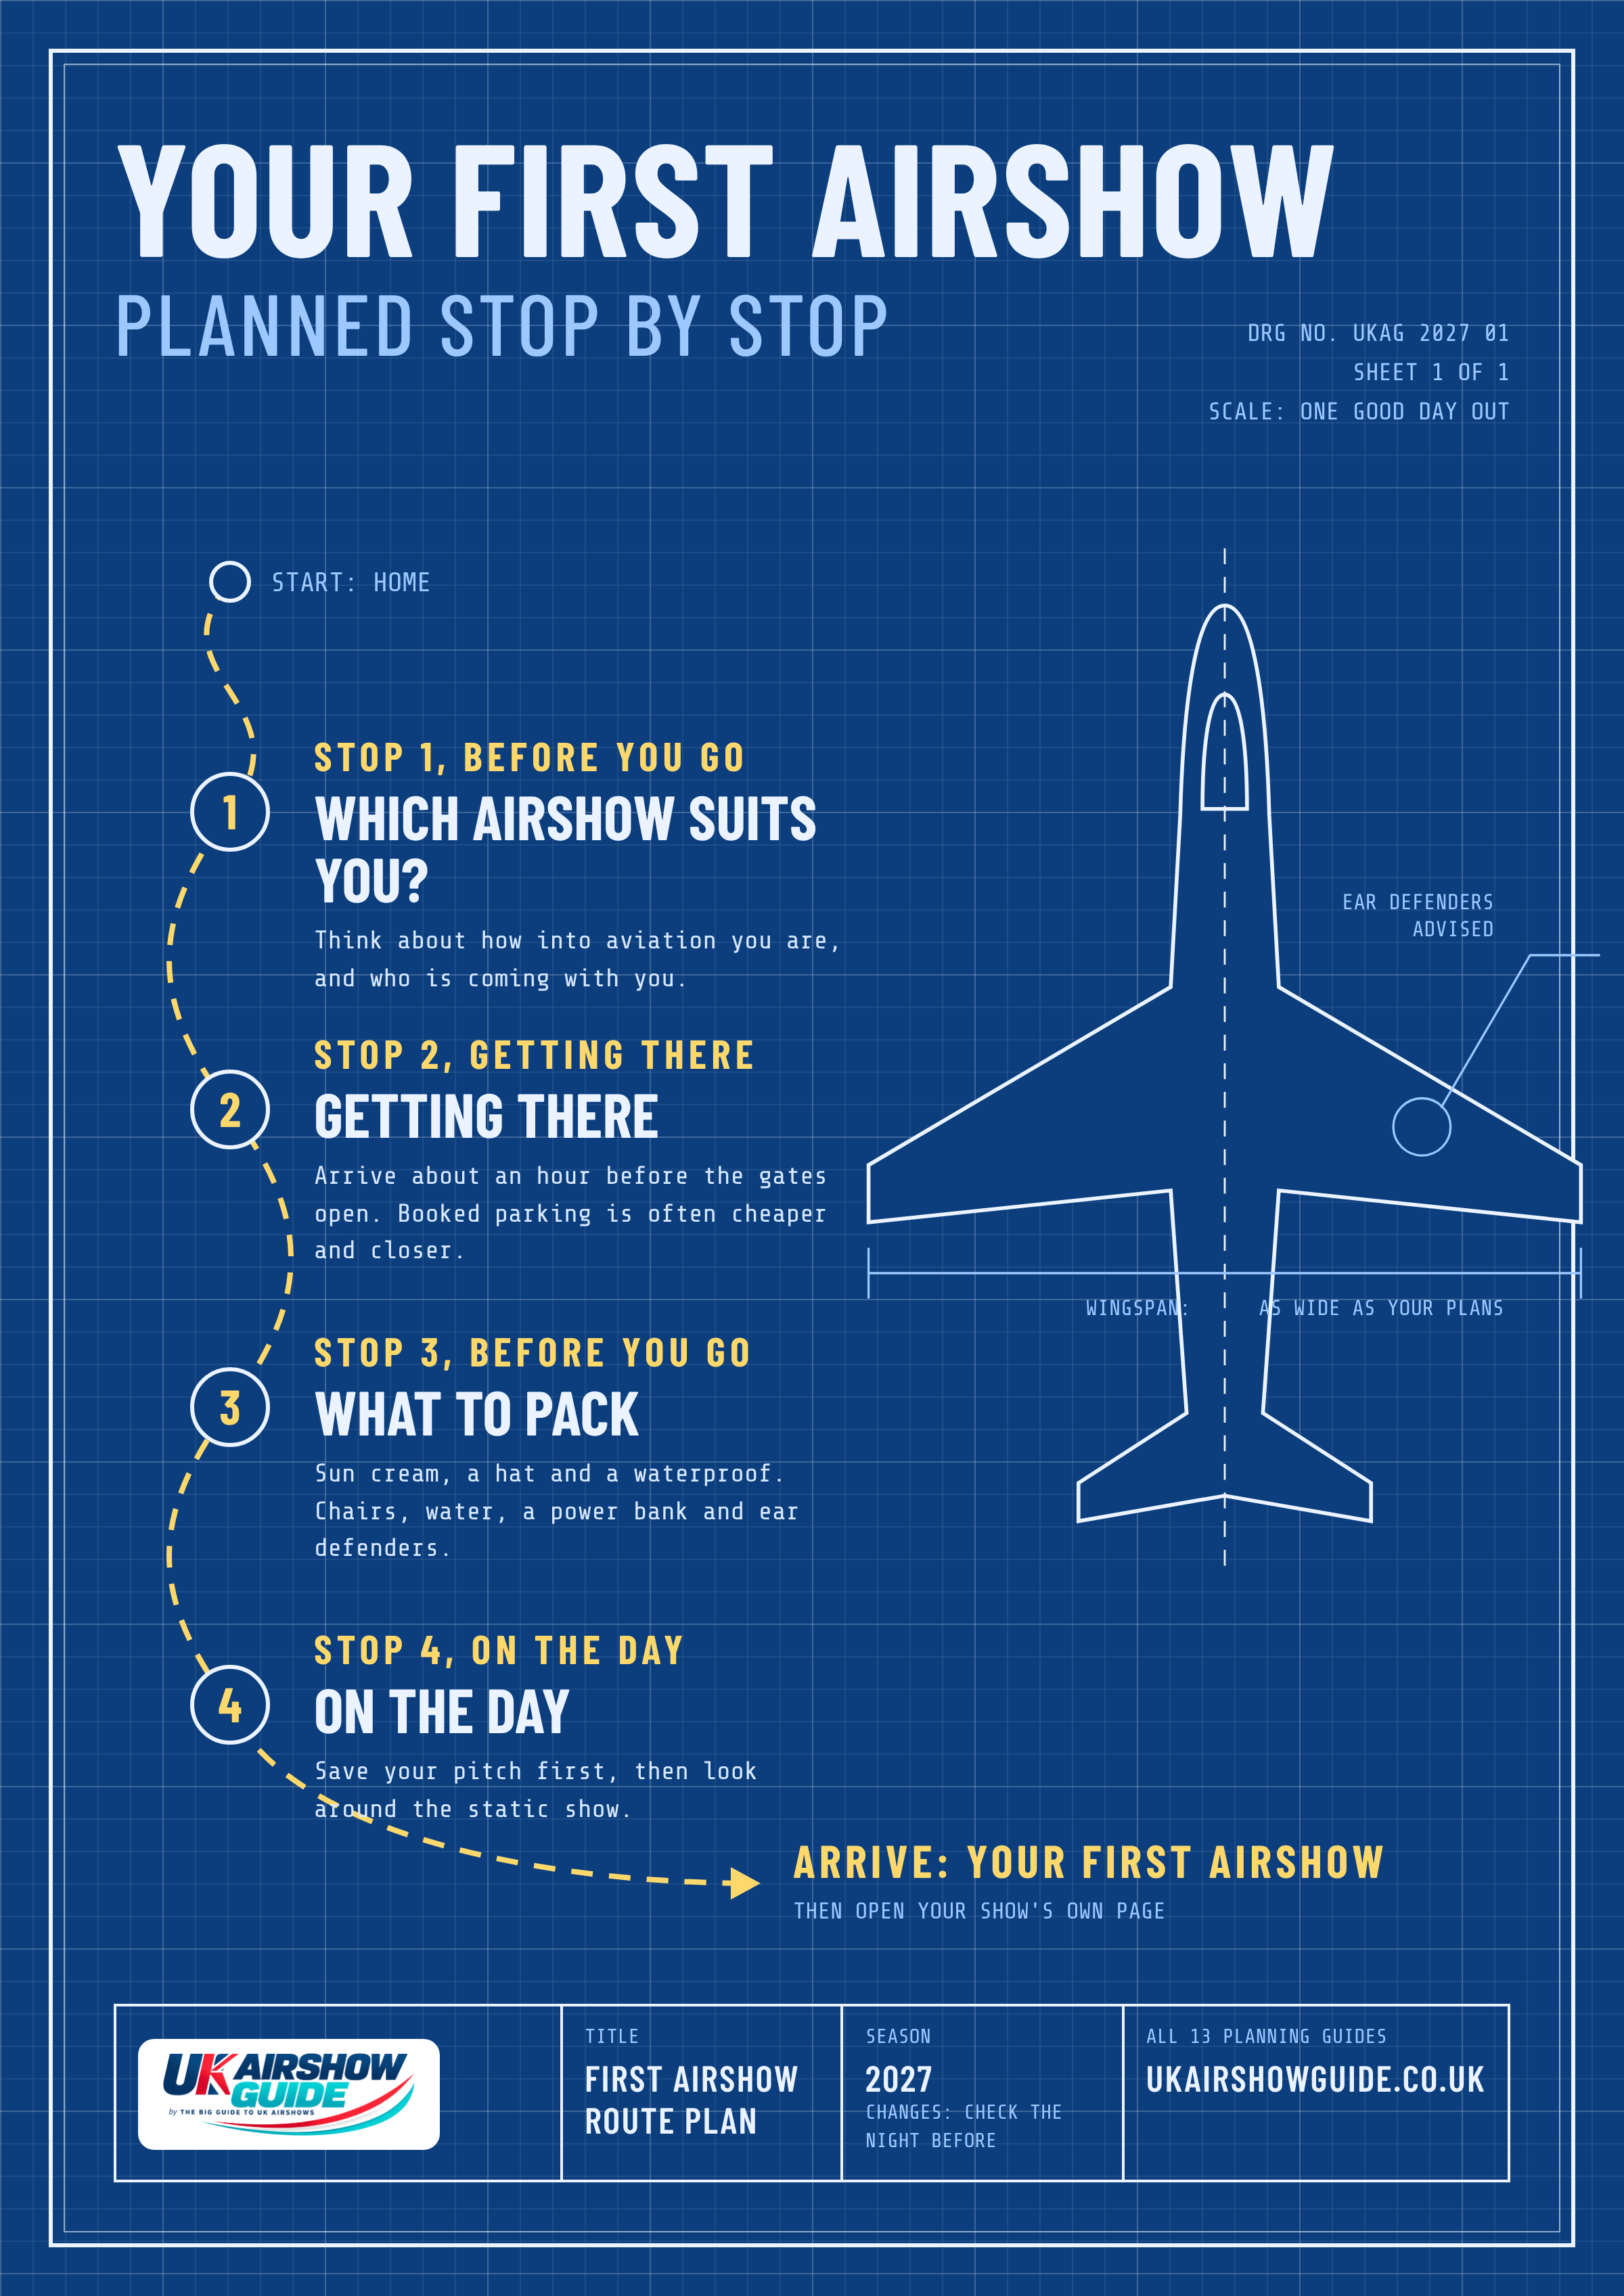 YOUR FIRST AIRSHOW
PLANNED STOP BY STOP
DRG NO. UKAG 2027 01
SHEET 1 OF 1
SCALE: ONE GOOD DAY OUT
START: HOME
1
STOP 1, BEFORE YOU GO
WHICH AIRSHOW SUITS
YOU?
Think about how into aviation you are,
and who is coming with you.
EAR DEFENDERS
ADVISED
2
STOP 2, GETTING THERE
GETTING THERE
Arrive about an hour before the gates
open. Booked parking is often cheaper
and closer.
WINGSPAN: AS WIDE AS YOUR PLANS
3
STOP 3, BEFORE YOU GO
WHAT TO PACK
Sun cream, a hat and a waterproof.
Chairs, water, a power bank and ear
defenders.
4
STOP 4, ON THE DAY
ON THE DAY
Save your pitch first, then look
around the static show.
ARRIVE: YOUR FIRST AIRSHOW
THEN OPEN YOUR SHOW'S OWN PAGE
UK AIRSHOW
GUIDE
by THE BIG GUIDE TO UK AIRSHOWS
TITLE
FIRST AIRSHOW
ROUTE PLAN
SEASON
2027
CHANGES: CHECK THE
NIGHT BEFORE
ALL 13 PLANNING GUIDES
UKAIRSHOWGUIDE.CO.UK